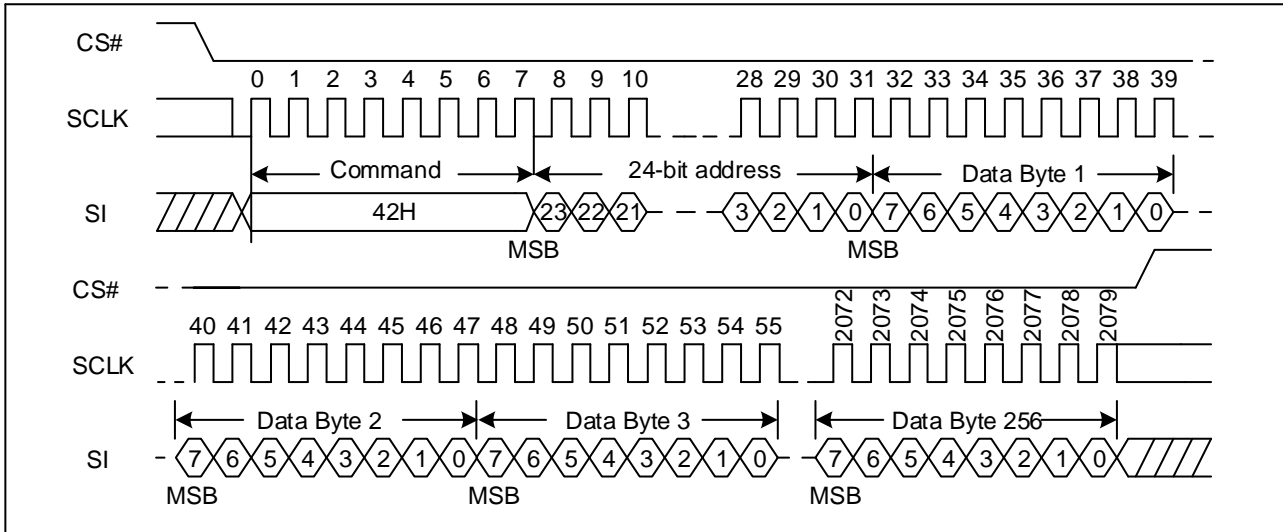 CS#
0 1 2 3 4 5 6 7 8 9 10 28 29 30 31 32 33 34 35 36 37 38 39
SCLK
Command 24-bit address Data Byte 1
SI 42H 23 22 21 3 2 1 0 7 6 5 4 3 2 1 0
MSB MSB
CS#
40 41 42 43 44 45 46 47 48 49 50 51 52 53 54 55 2072 2073 2074 2075 2076 2077 2078 2079
SCLK
Data Byte 2 Data Byte 3 Data Byte 256
SI 7 6 5 4 3 2 1 0 7 6 5 4 3 2 1 0 7 6 5 4 3 2 1 0
MSB MSB MSB